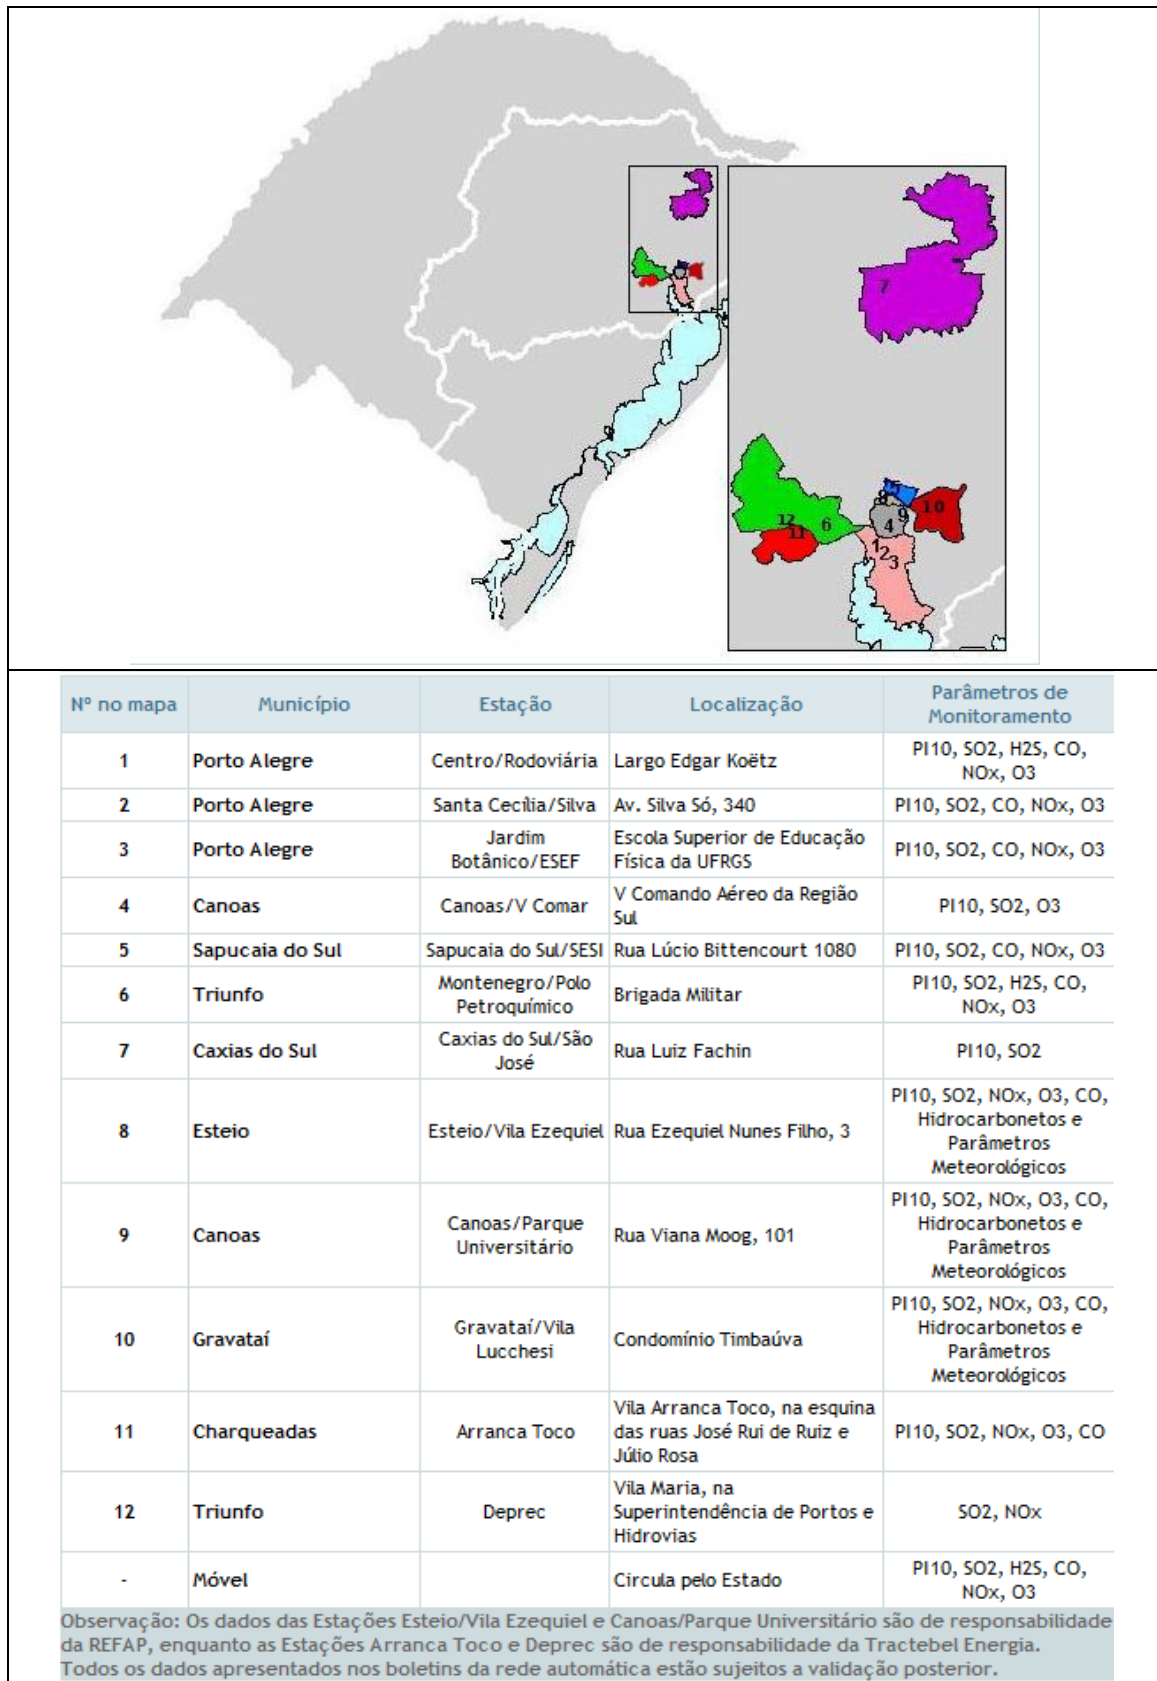 7
5
8
10
9
12
6
4
11
1
2
3
Nº no mapa Município Estação Localização Parâmetros de
Monitoramento
1 Porto Alegre Centro/Rodoviária Largo Edgar Koëtz PI10, SO2, H2S, CO,
NOx, O3
2 Porto Alegre Santa Cecília/Silva Av. Silva Só, 340 PI10, SO2, CO, NOx, O3
3 Porto Alegre Jardim
Botânico/ESEF Escola Superior de Educação
Física da UFRGS PI10, SO2, CO, NOx, O3
4 Canoas Canoas/V Comar V Comando Aéreo da Região
Sul PI10, SO2, O3
5 Sapucaia do Sul Sapucaia do Sul/SESI Rua Lúcio Bittencourt 1080 PI10, SO2, CO, NOx, O3
6 Triunfo Montenegro/Polo
Petroquímico Brigada Militar PI10, SO2, H2S, CO,
NOx, O3
7 Caxias do Sul Caxias do Sul/São
José Rua Luiz Fachin PI10, SO2
8 Esteio Esteio/Vila Ezequiel Rua Ezequiel Nunes Filho, 3 PI10, SO2, NOx, O3, CO,
Hidrocarbonetos e
Parâmetros
Meteorológicos
9 Canoas Canoas/Parque
Universitário Rua Viana Moog, 101 PI10, SO2, NOx, O3, CO,
Hidrocarbonetos e
Parâmetros
Meteorológicos
10 Gravataí Gravataí/Vila
Lucchesi Condomínio Timbaúva PI10, SO2, NOx, O3, CO,
Hidrocarbonetos e
Parâmetros
Meteorológicos
11 Charqueadas Arranca Toco Vila Arranca Toco, na esquina
das ruas José Rui de Ruiz e
Júlio Rosa PI10, SO2, NOx, O3, CO
12 Triunfo Deprec Vila Maria, na
Superintendência de Portos e
Hidrovias SO2, NOx
- Móvel Circula pelo Estado PI10, SO2, H2S, CO,
NOx, O3
Observação: Os dados das Estações Esteio/Vila Ezequiel e Canoas/Parque Universitário são de responsabilidade
da REFAP, enquanto as Estações Arranca Toco e Deprec são de responsabilidade da Tractebel Energia.
Todos os dados apresentados nos boletins da rede automática estão sujeitos a validação posterior.